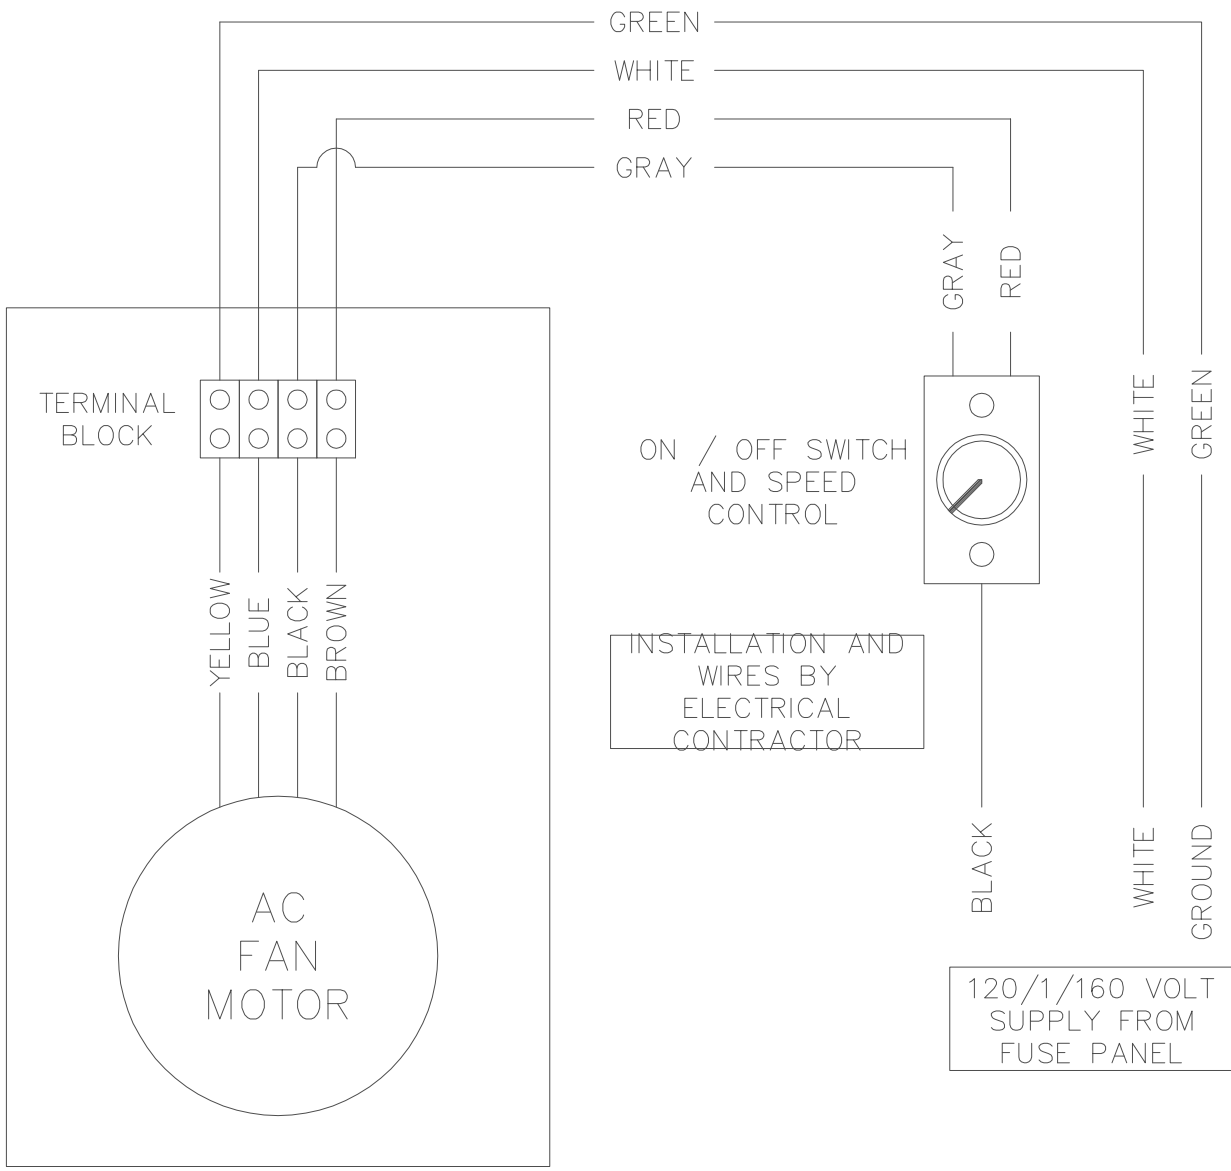 GREEN
WHITE
RED
GRAY
GRAY
RED
TERMINAL
BLOCK
WHITE
GREEN
ON / OFF SWITCH
AND SPEED
CONTROL
YELLOW
BLUE
BLACK
BROWN
INSTALLATION AND
WIRES BY
ELECTRICAL
CONTRACTOR
BLACK
WHITE
GROUND
AC
FAN
MOTOR
120/1/160 VOLT
SUPPLY FROM
FUSE PANEL